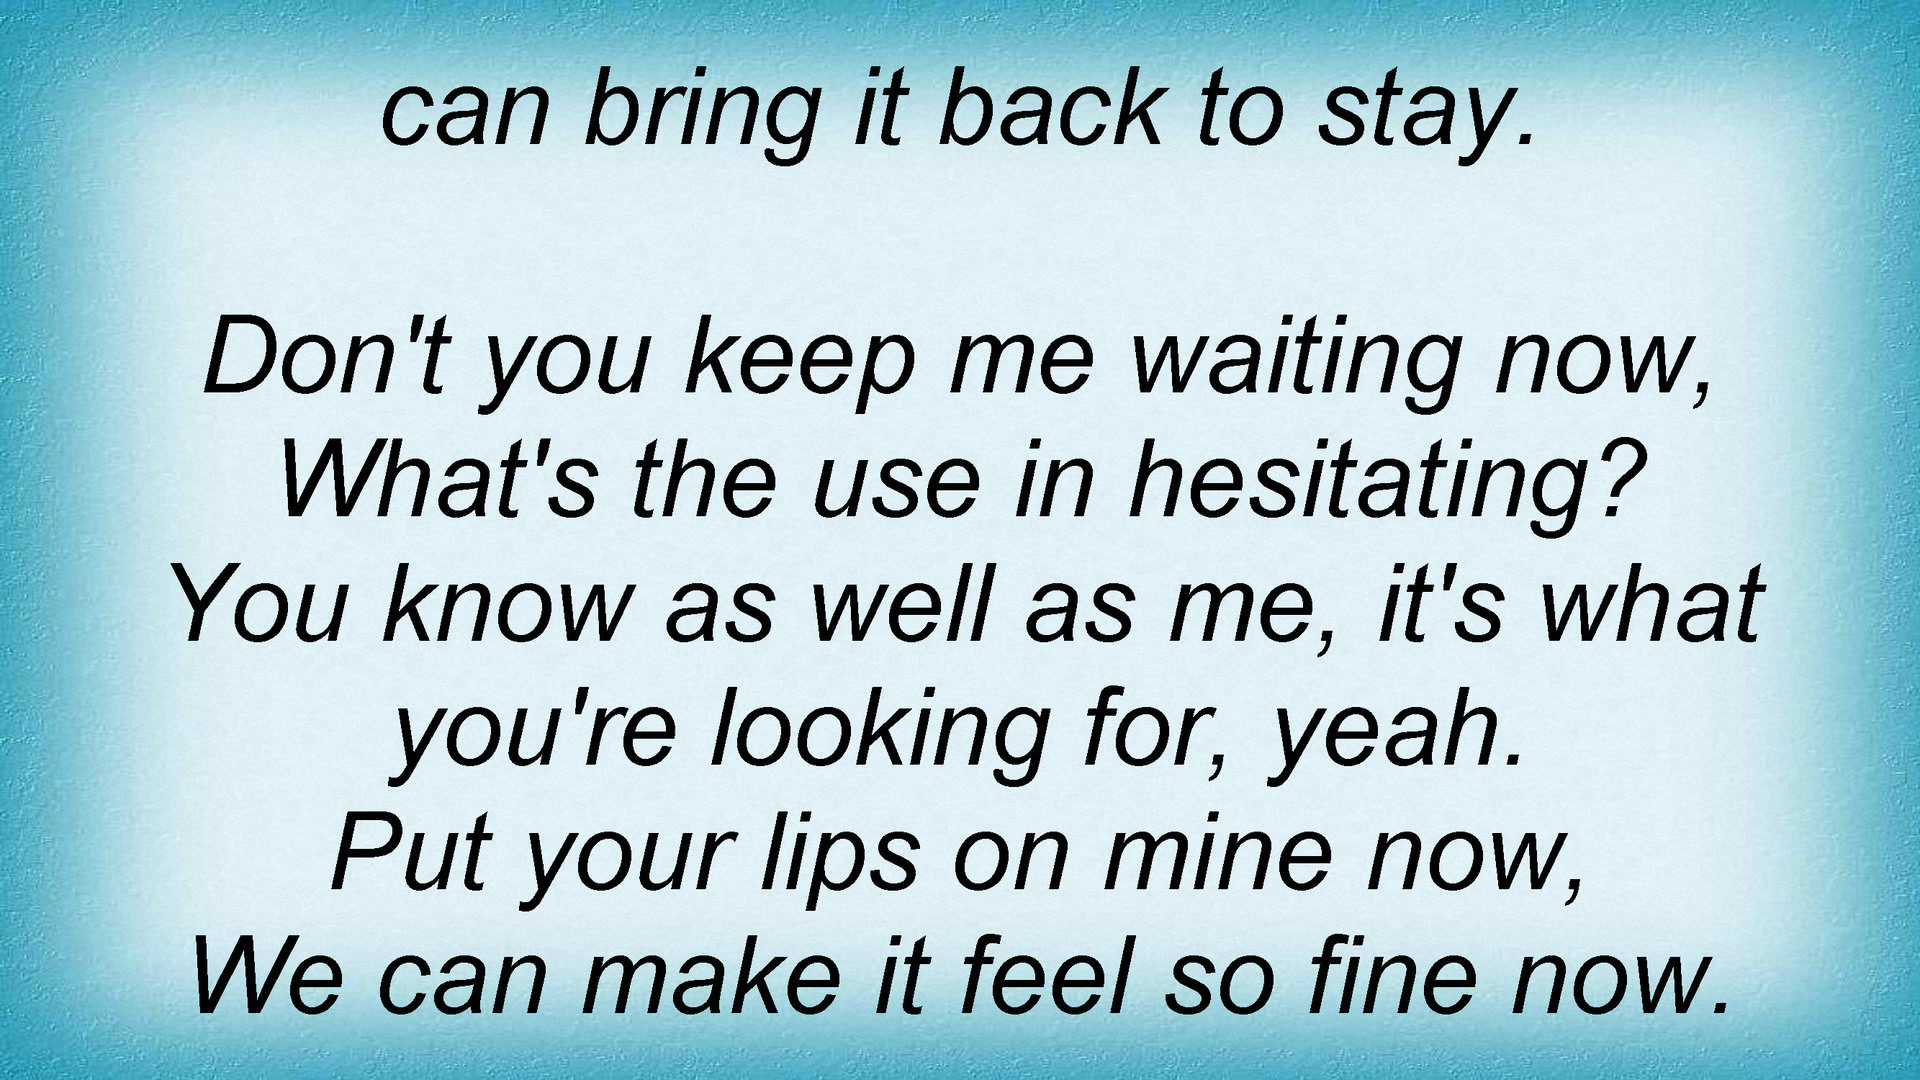 can bring it back to stay.
Don't you keep me waiting now,
What's the use in hesitating?
You know as well as me, it's what
you're looking for, yeah.
Put your lips on mine now,
We can make it feel so fine now.